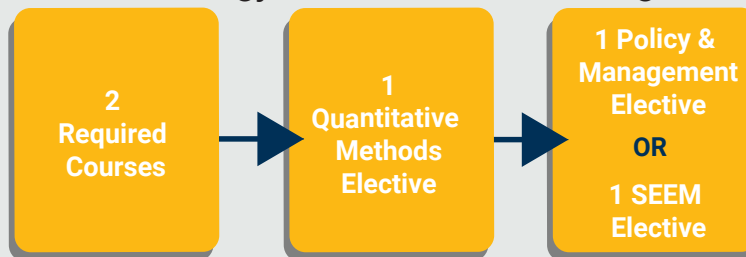 2
Required
Courses
1
Quantitative
Methods
Elective
1 Policy &
Management
Elective
OR
1 SEEM
Elective